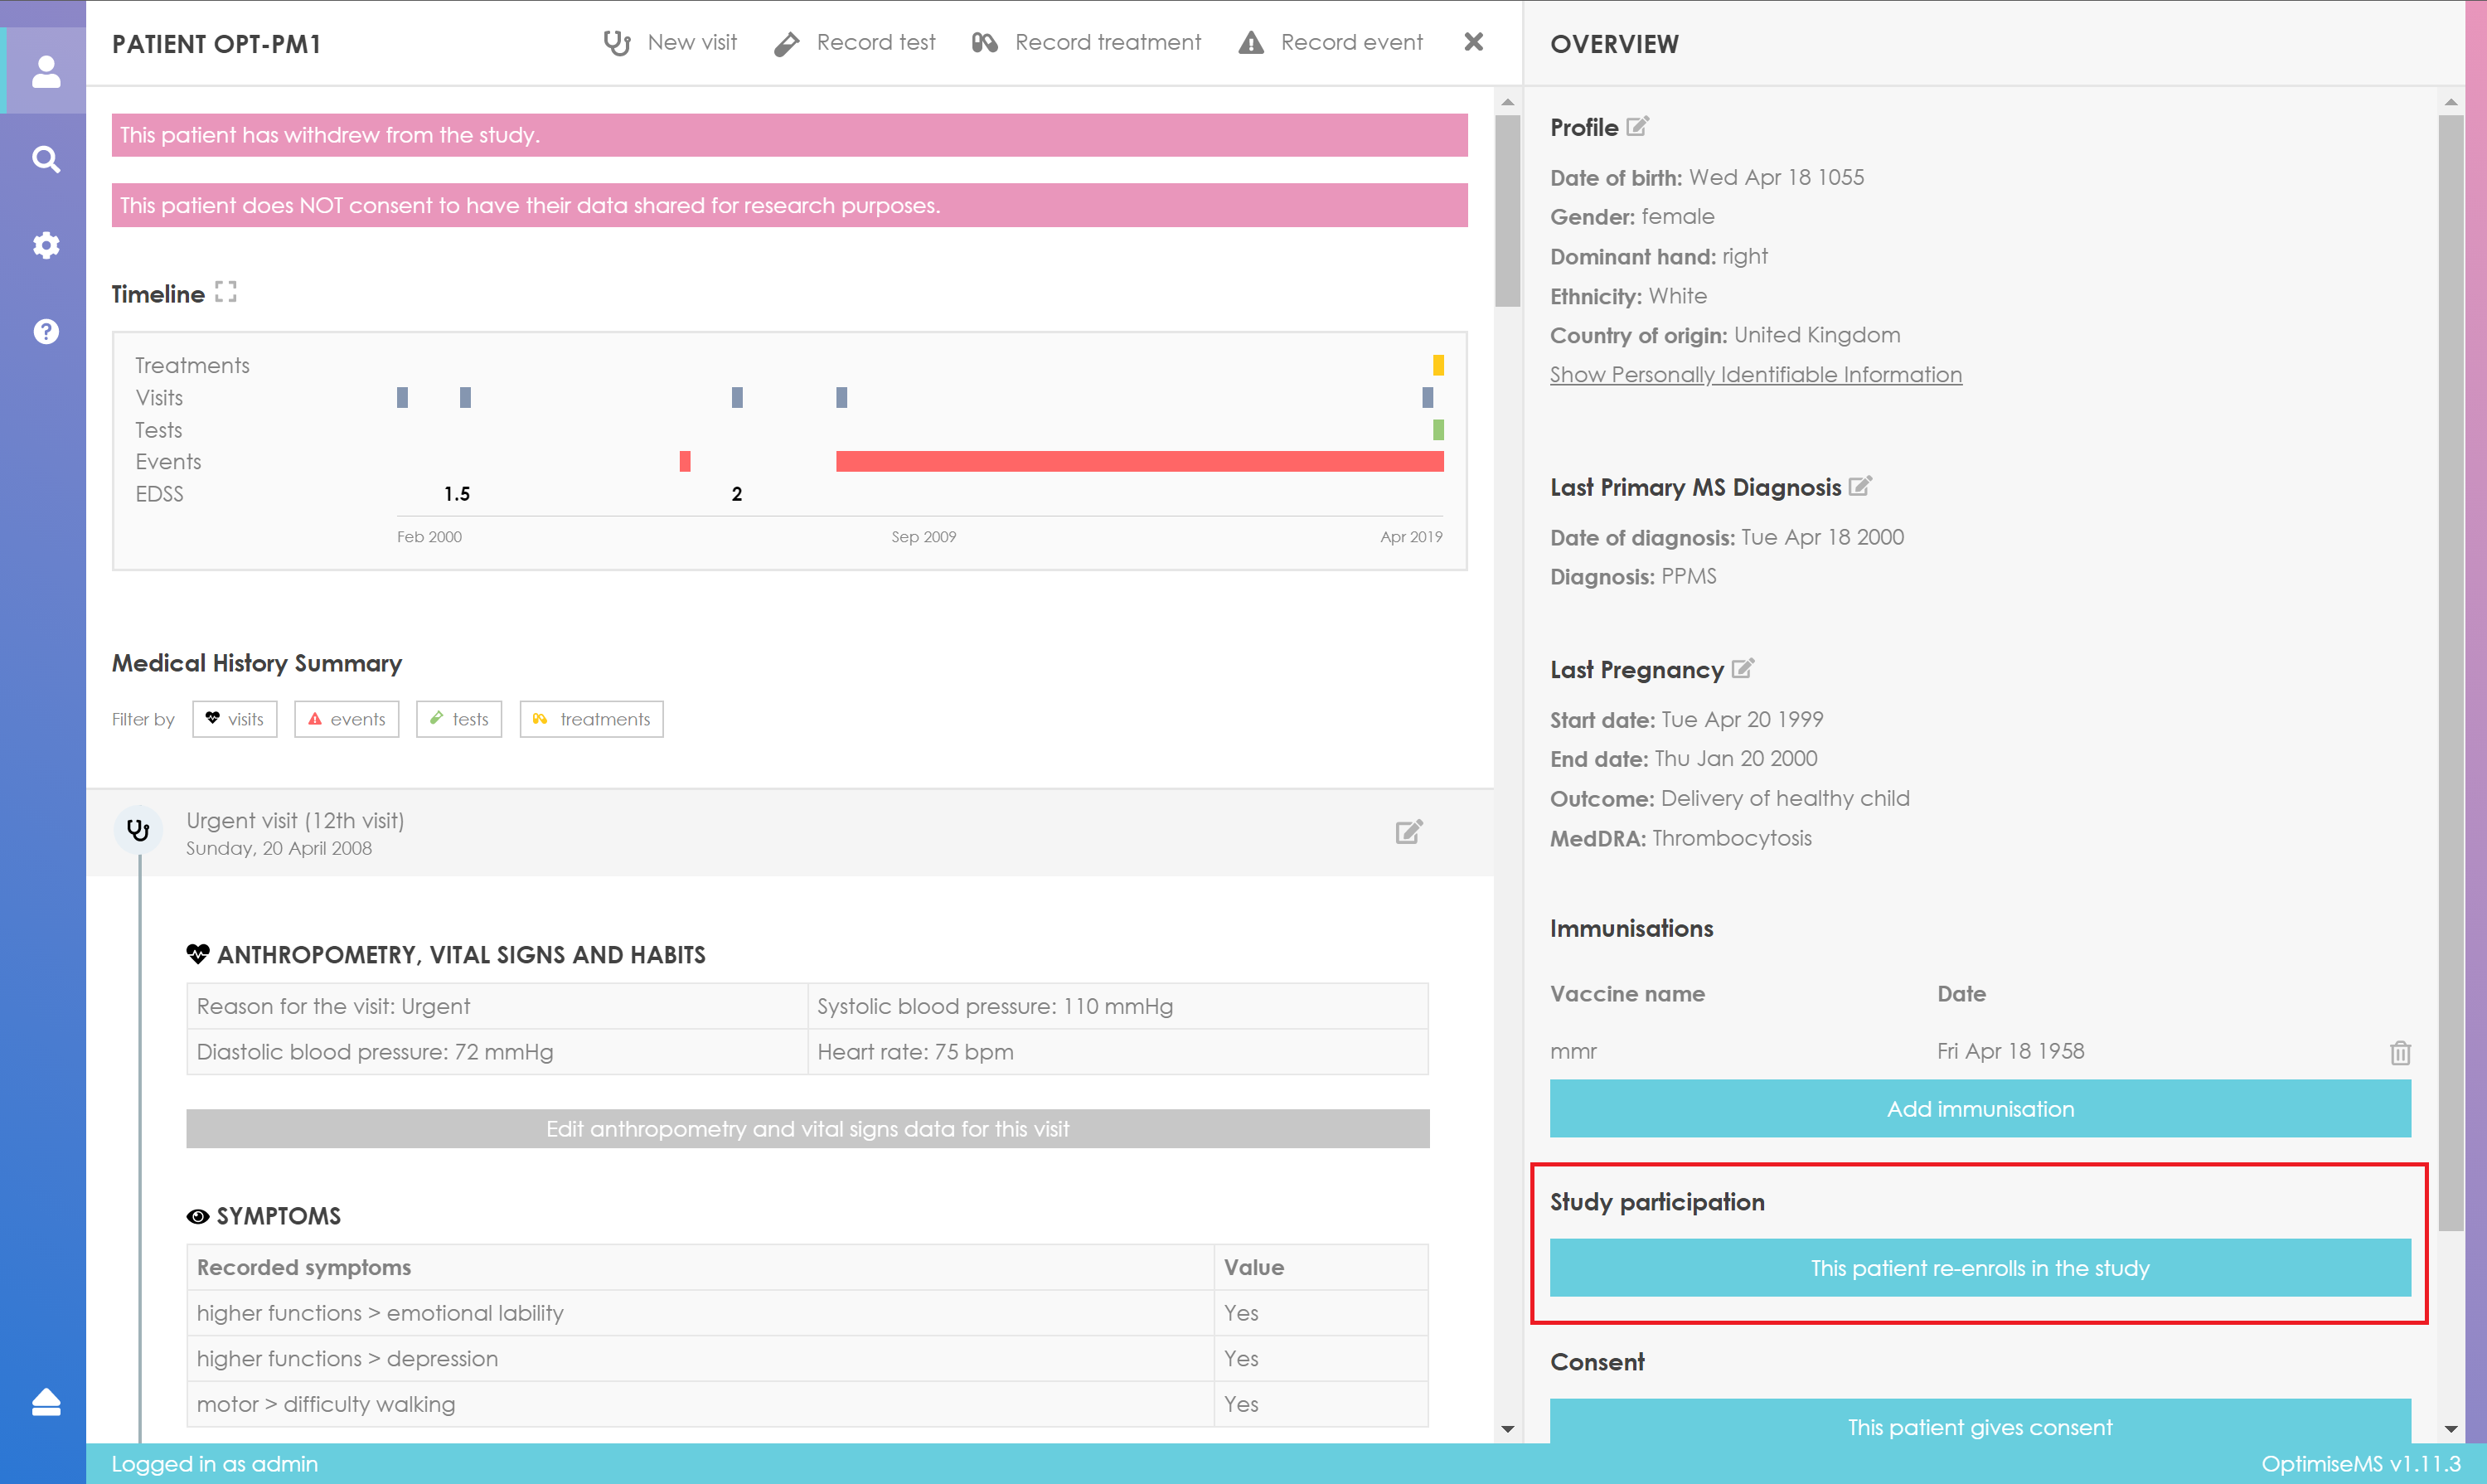 PATIENT OPT-PM1
New visit
Record test
Record treatment
Record event
This patient has withdrew from the study.
This patient does NOT consent to have their data shared for research purposes.
Timeline
Treatments
Visits
Tests
Events
EDSS 1.5 2
Feb 2000 Sep 2009 Apr 2019
Medical History Summary
Filter by visits events tests treatments
Urgent visit (12th visit)
Sunday, 20 April 2008
ANTHROPOMETRY, VITAL SIGNS AND HABITS
Reason for the visit: Urgent Systolic blood pressure: 110 mmHg
Diastolic blood pressure: 72 mmHg Heart rate: 75 bpm
Edit anthropometry and vital signs data for this visit
SYMPTOMS
Recorded symptoms Value
higher functions > emotional lability Yes
higher functions > depression Yes
motor > difficulty walking Yes
OVERVIEW
Profile
Date of birth: Wed Apr 18 1055
Gender: female
Dominant hand: right
Ethnicity: White
Country of origin: United Kingdom
Show Personally Identifiable Information
Last Primary MS Diagnosis
Date of diagnosis: Tue Apr 18 2000
Diagnosis: PPMS
Last Pregnancy
Start date: Tue Apr 20 1999
End date: Thu Jan 20 2000
Outcome: Delivery of healthy child
MedDRA: Thrombocytosis
Immunisations
Vaccine name Date
mmr Fri Apr 18 1958
Add immunisation
Study participation
This patient re-enrolls in the study
Consent
This patient gives consent
Logged in as admin
OptimiseMS v1.11.3